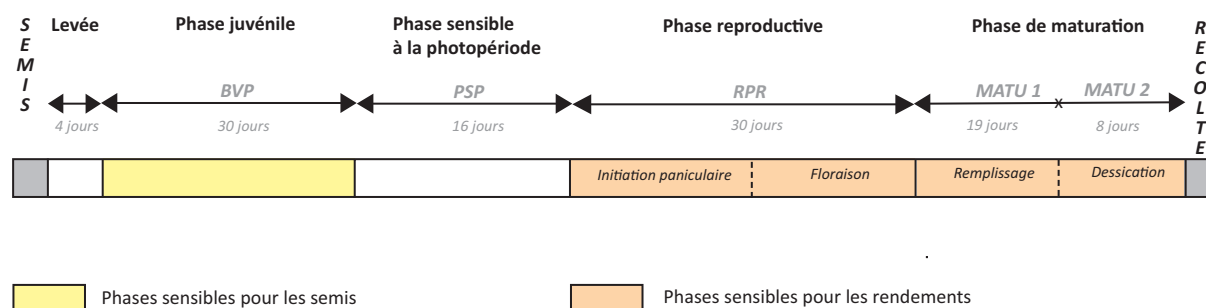 SEMIS
Levée
Phase juvénile
Phase sensible
à la photopériode
Phase reproductive
Phase de maturation
RECOLTE
BVP
PSP
RPR
MATU 1
x
MATU 2
4 jours
30 jours
16 jours
30 jours
19 jours
8 jours
Initiation paniculaire
Floraison
Remplissage
Dessication
Phases sensibles pour les semis
Phases sensibles pour les rendements